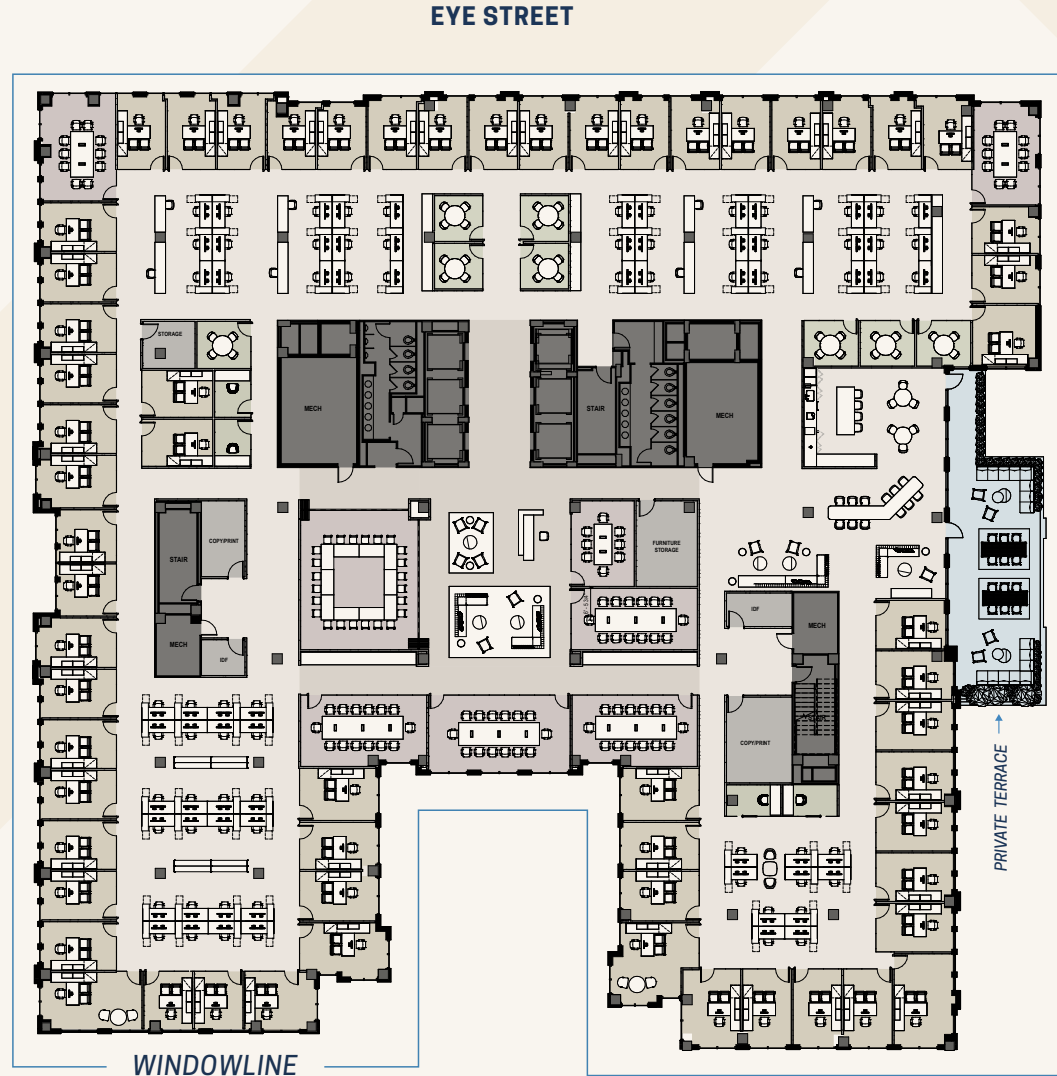 EYE STREET
STORAGE
MECH
STAIR
MECH
COPY/PRINT
STAIR
FURNITURE
STORAGE
IDF
MECH
MECH
IDF
COPY/PRINT
PRIVATE TERRACE
WINDOWLINE